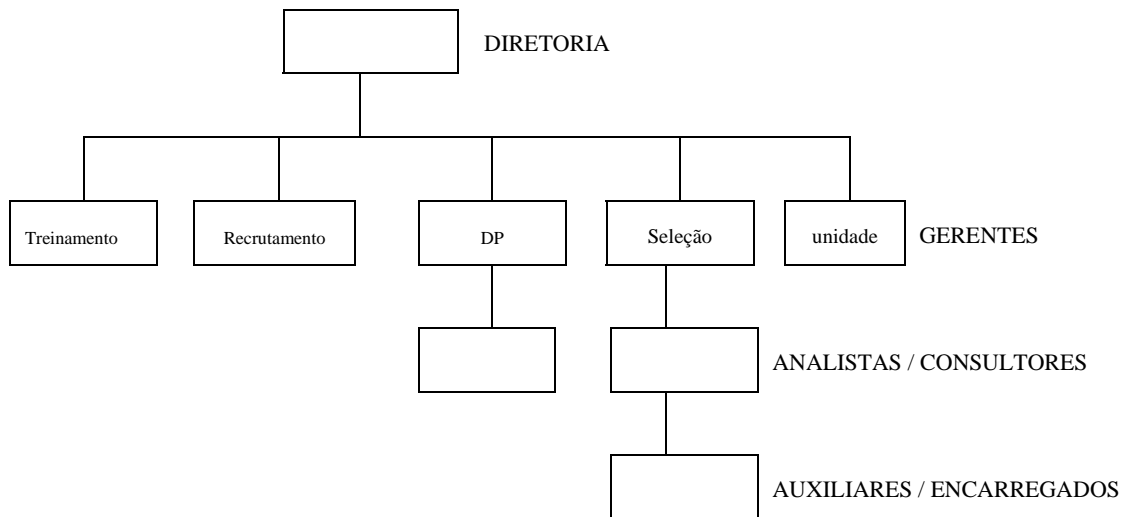 DIRETORIA
Treinamento
Recrutamento
DP
Seleção
unidade
GERENTES
ANALISTAS / CONSULTORES
AUXILIARES / ENCARREGADOS